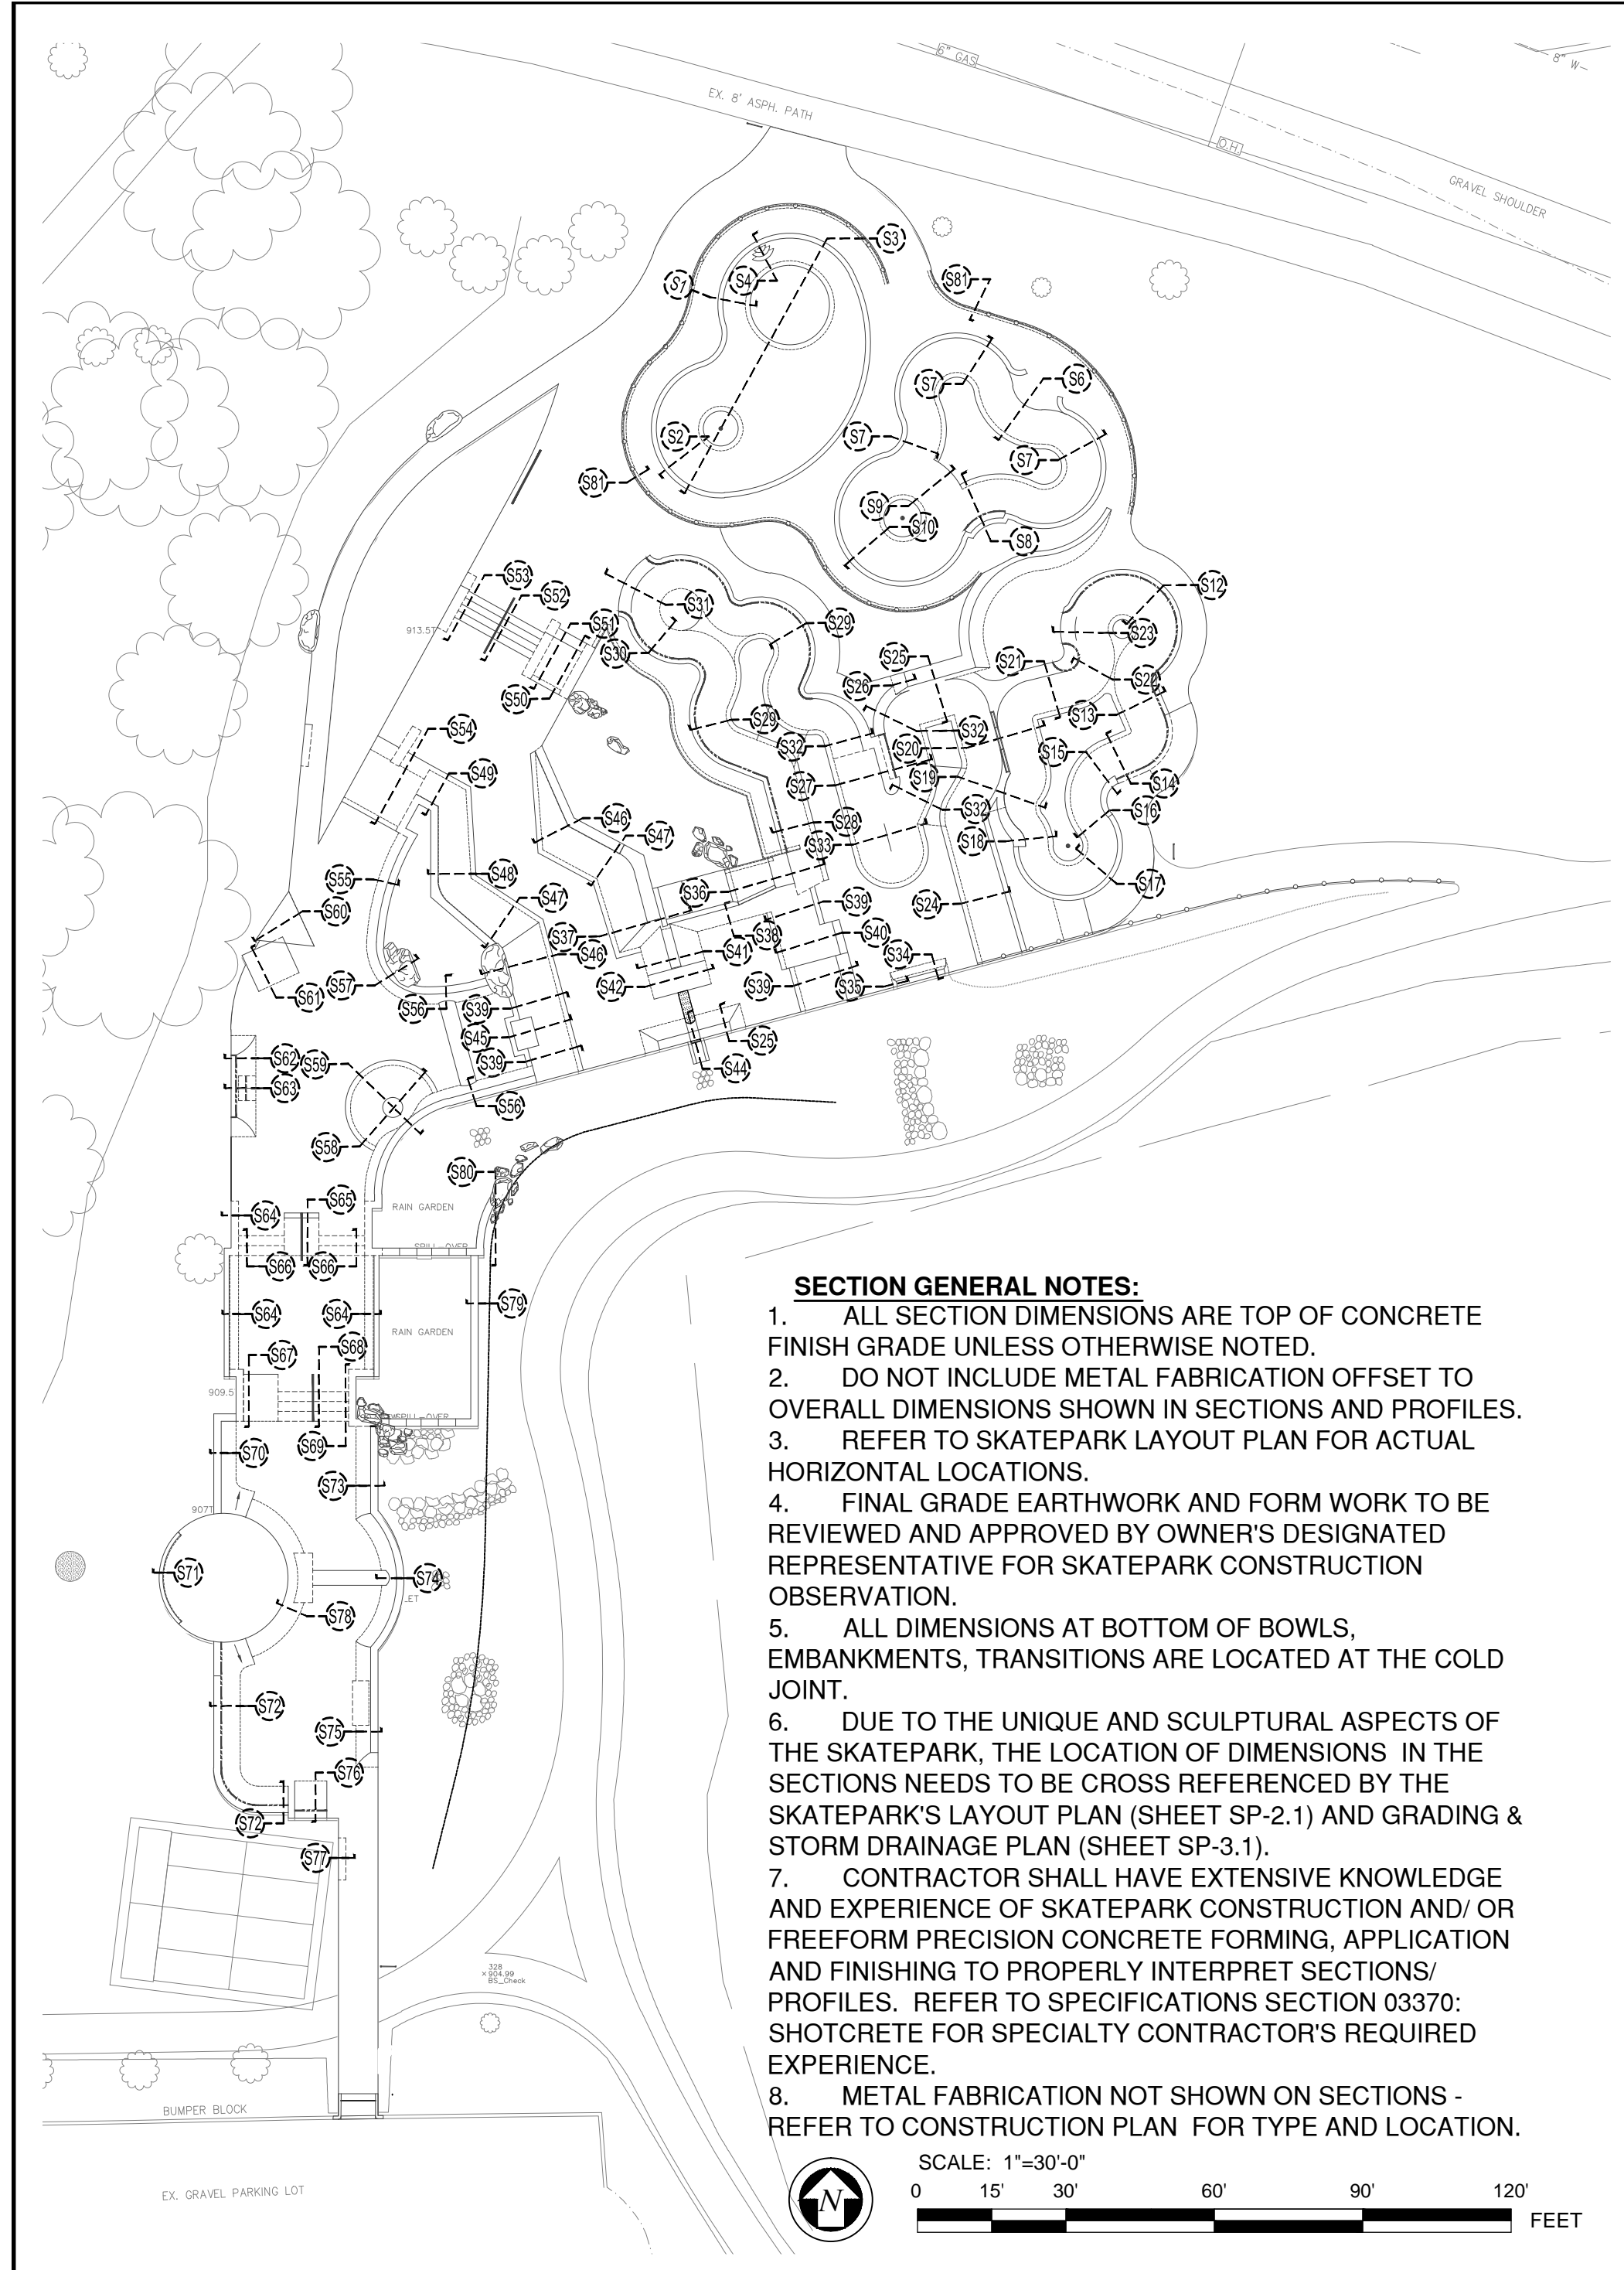 6" GAS
8" W
EX. 8' ASPH. PATH
O.H.
GRAVEL SHOULDER
S3
S1
S4
S81
S7
S6
S2
S7
S7
S81
S9
S10
S8
S53
S52
S12
S31
S29
S51
913.5T
S23
S30
S25
S21
S50
S26
S22
S54
S29
S13
S32
S32
S20
S15
S49
S27
S19
S14
S46
S47
S28
S32
S16
S33
S18
S55
S48
S36
S17
S47
S60
S39
S24
S37
S38
S40
S46
S41
S34
S57
S42
S39
S35
S61
S56
S39
S45
S25
S62
S59
S39
S44
S63
S56
S58
S80
S65
S64
RAIN GARDEN
SPILL-OVER
S66
S66
S79
S64
S64
RAIN GARDEN
S67
S68
909.5
SPILL-OVER
S70
S69
S73
907T
S71
S74
LET
S78
S72
S75
S76
S72
S77
328
904.99
BS_Check
BUMPER BLOCK
EX. GRAVEL PARKING LOT
SECTION GENERAL NOTES:
1. ALL SECTION DIMENSIONS ARE TOP OF CONCRETE
FINISH GRADE UNLESS OTHERWISE NOTED.
2. DO NOT INCLUDE METAL FABRICATION OFFSET TO
OVERALL DIMENSIONS SHOWN IN SECTIONS AND PROFILES.
3. REFER TO SKATEPARK LAYOUT PLAN FOR ACTUAL
HORIZONTAL LOCATIONS.
4. FINAL GRADE EARTHWORK AND FORM WORK TO BE
REVIEWED AND APPROVED BY OWNER'S DESIGNATED
REPRESENTATIVE FOR SKATEPARK CONSTRUCTION
OBSERVATION.
5. ALL DIMENSIONS AT BOTTOM OF BOWLS,
EMBANKMENTS, TRANSITIONS ARE LOCATED AT THE COLD
JOINT.
6. DUE TO THE UNIQUE AND SCULPTURAL ASPECTS OF
THE SKATEPARK, THE LOCATION OF DIMENSIONS IN THE
SECTIONS NEEDS TO BE CROSS REFERENCED BY THE
SKATEPARK'S LAYOUT PLAN (SHEET SP-2.1) AND GRADING &
STORM DRAINAGE PLAN (SHEET SP-3.1).
7. CONTRACTOR SHALL HAVE EXTENSIVE KNOWLEDGE
AND EXPERIENCE OF SKATEPARK CONSTRUCTION AND/ OR
FREEFORM PRECISION CONCRETE FORMING, APPLICATION
AND FINISHING TO PROPERLY INTERPRET SECTIONS/
PROFILES. REFER TO SPECIFICATIONS SECTION 03370:
SHOTCRETE FOR SPECIALTY CONTRACTOR'S REQUIRED
EXPERIENCE.
8. METAL FABRICATION NOT SHOWN ON SECTIONS -
REFER TO CONSTRUCTION PLAN FOR TYPE AND LOCATION.
SCALE: 1"=30'-0"
N
0 15' 30' 60' 90' 120'
FEET